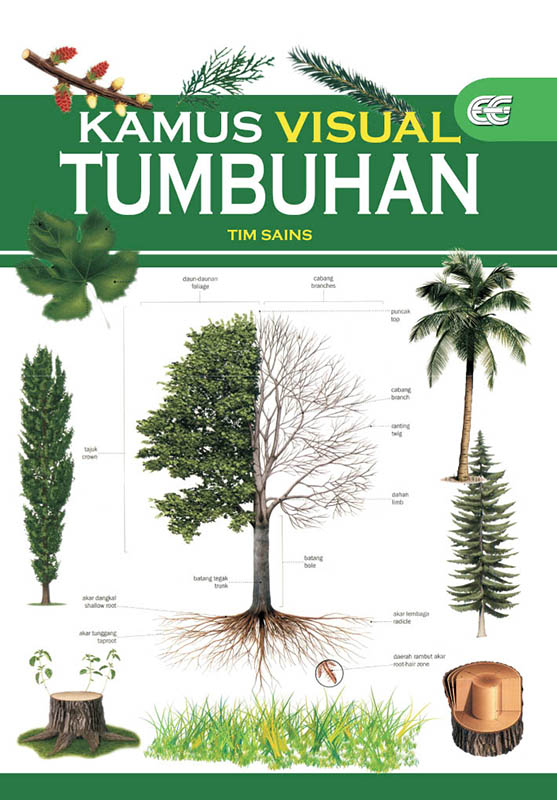 KAMUS VISUAL
TUMBUHAN
TIM SAINS
daun-daunan
foliage
cabang
branches
puncak
top
cabang
branch
ranting
twig
tajuk
crown
dahan
limb
batang
bole
batang tegak
trunk
akar dangkal
shallow root
akar lembaga
radicle
akar tunggang
taproot
daerah rambut akar
root-hair zone